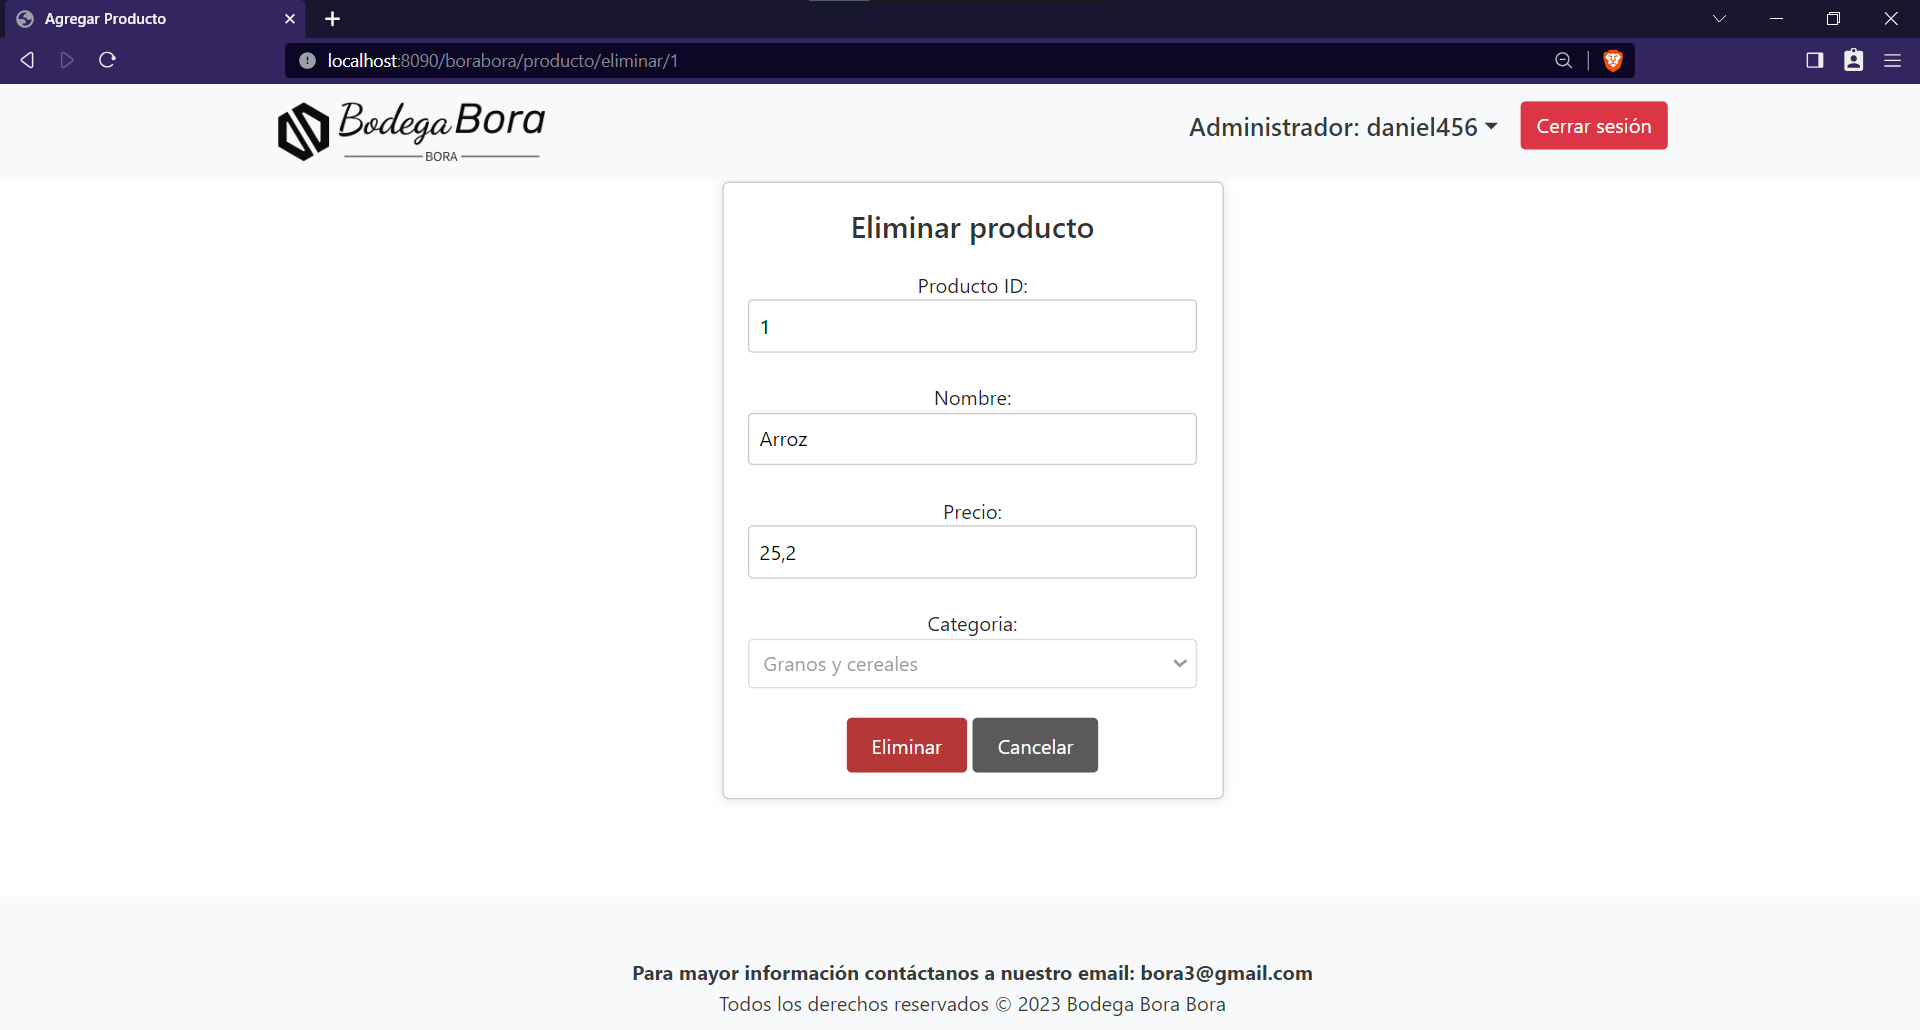 Agregar Producto
localhost:8090/borabora/producto/eliminar/1
Bodega Bora
BORA
Administrador: daniel456
Cerrar sesión
Eliminar producto
Producto ID:
1
Nombre:
Arroz
Precio:
25,2
Categoria:
Granos y cereales
Eliminar
Cancelar
Para mayor información contáctanos a nuestro email: bora3@gmail.com
Todos los derechos reservados © 2023 Bodega Bora Bora